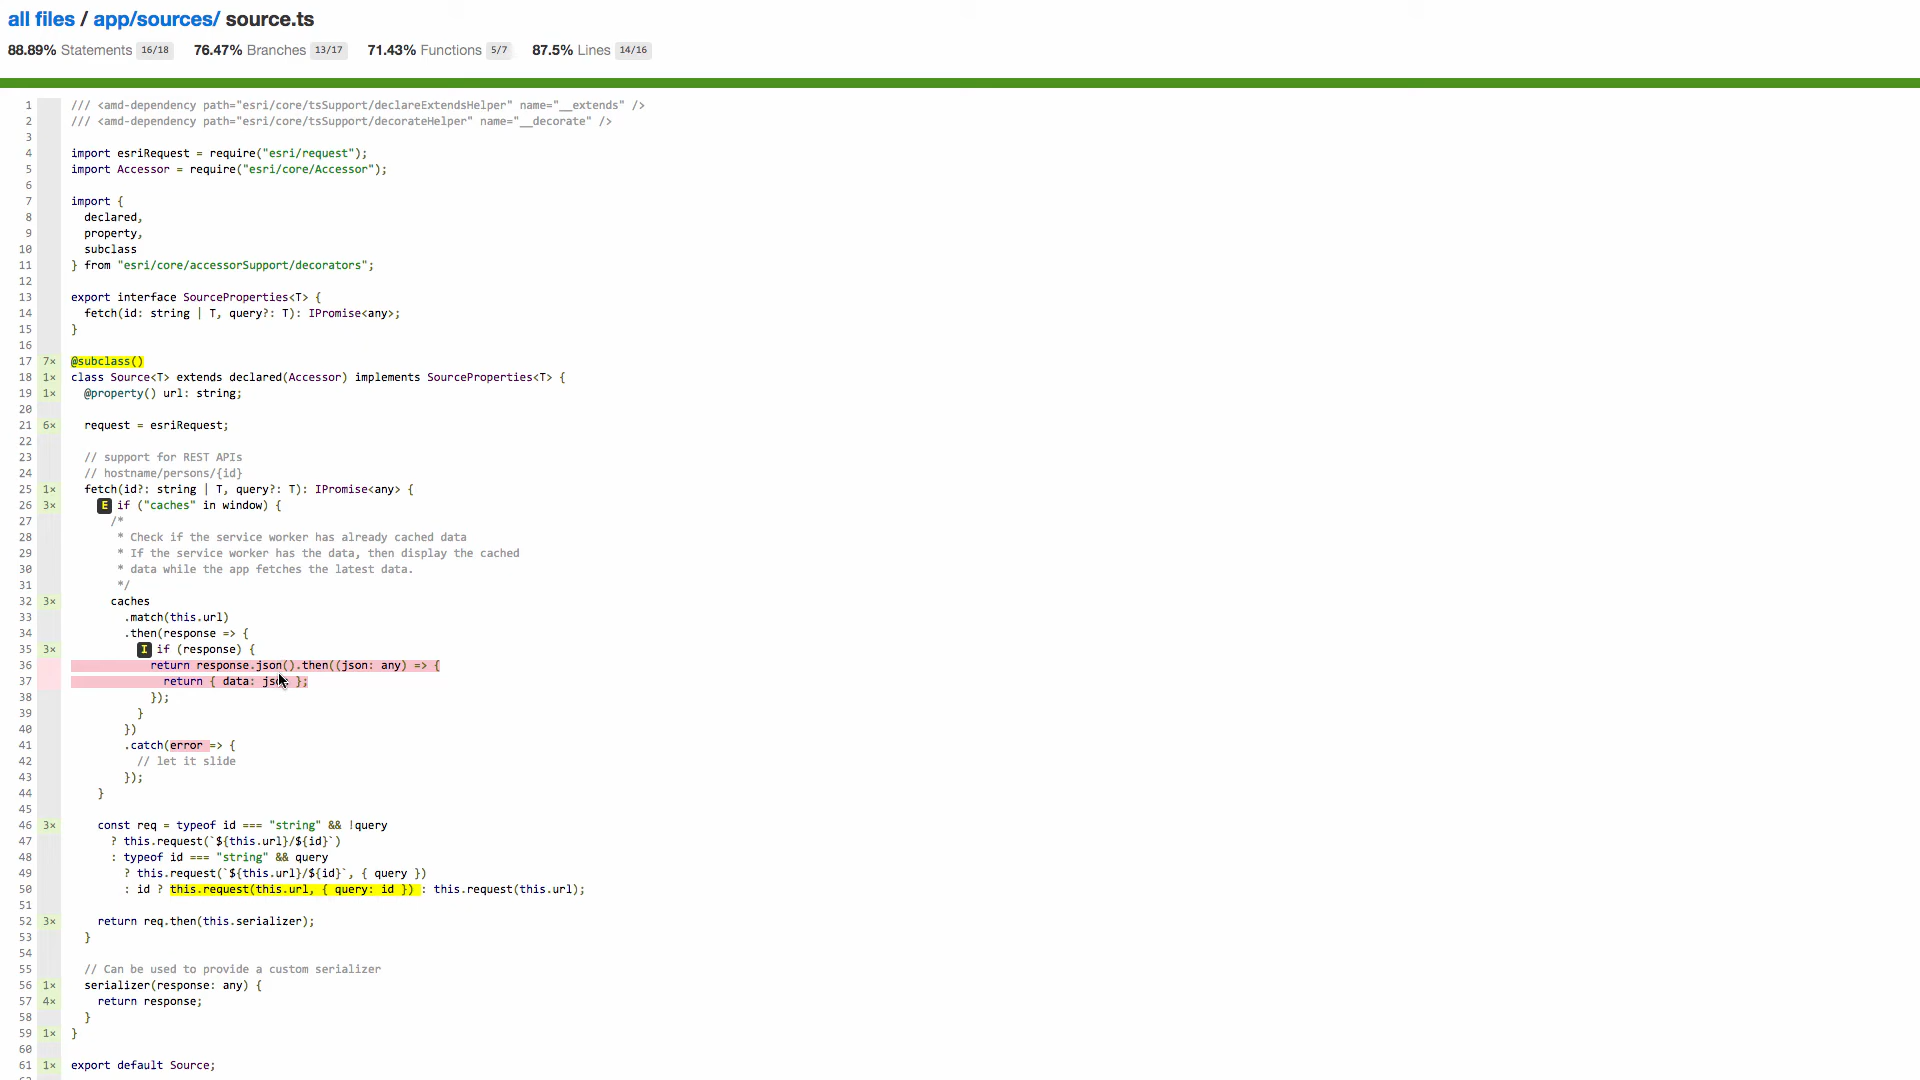 all files / app/sources/ source.ts
88.89% Statements 16/18 76.47% Branches 13/17 71.43% Functions 5/7 87.5% Lines 14/16
1 /// <amd-dependency path="esri/core/tsSupport/declareExtendsHelper" name="__extends" />
2 /// <amd-dependency path="esri/core/tsSupport/decorateHelper" name="__decorate" />
3
4 import esriRequest = require("esri/request");
5 import Accessor = require("esri/core/Accessor");
6
7 import {
8 declared,
9 property,
10 subclass
11 } from "esri/core/accessorSupport/decorators";
12
13 export interface SourceProperties<T> {
14 fetch(id: string | T, query?: T): IPromise<any>;
15 }
16
17 7× @subclass()
18 1× class Source<T> extends declared(Accessor) implements SourceProperties<T> {
19 1× @property() url: string;
20
21 6× request = esriRequest;
22
23 // support for REST APIs
24 // hostname/persons/{id}
25 1× fetch(id?: string | T, query?: T): IPromise<any> {
26 3× E if ("caches" in window) {
27 /*
28 * Check if the service worker has already cached data
29 * If the service worker has the data, then display the cached
30 * data while the app fetches the latest data.
31 */
32 3× caches
33 .match(this.url)
34 .then(response => {
35 3× I if (response) {
36 return response.json().then((json: any) => {
37 return { data: };
38 });
39 }
40 })
41 .catch(error => {
42 // let it slide
43 });
44 }
45
46 3× const req = typeof id === "string" && !query
47 ? this.request(`${this.url}/${id}`)
48 : typeof id === "string" && query
49 ? this.request(`${this.url}/${id}`, { query })
50 : id ? this.request(this.url, { query: id }) : this.request(this.url);
51
52 3× return req.then(this.serializer);
53 }
54
55 // Can be used to provide a custom serializer
56 1× serializer(response: any) {
57 4× return response;
58 }
59 1× }
60
61 1× export default Source;